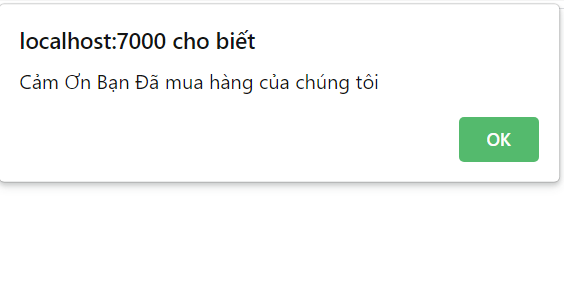 localhost:7000 cho biết
Cảm Ơn Bạn Đã mua hàng của chúng tôi
OK